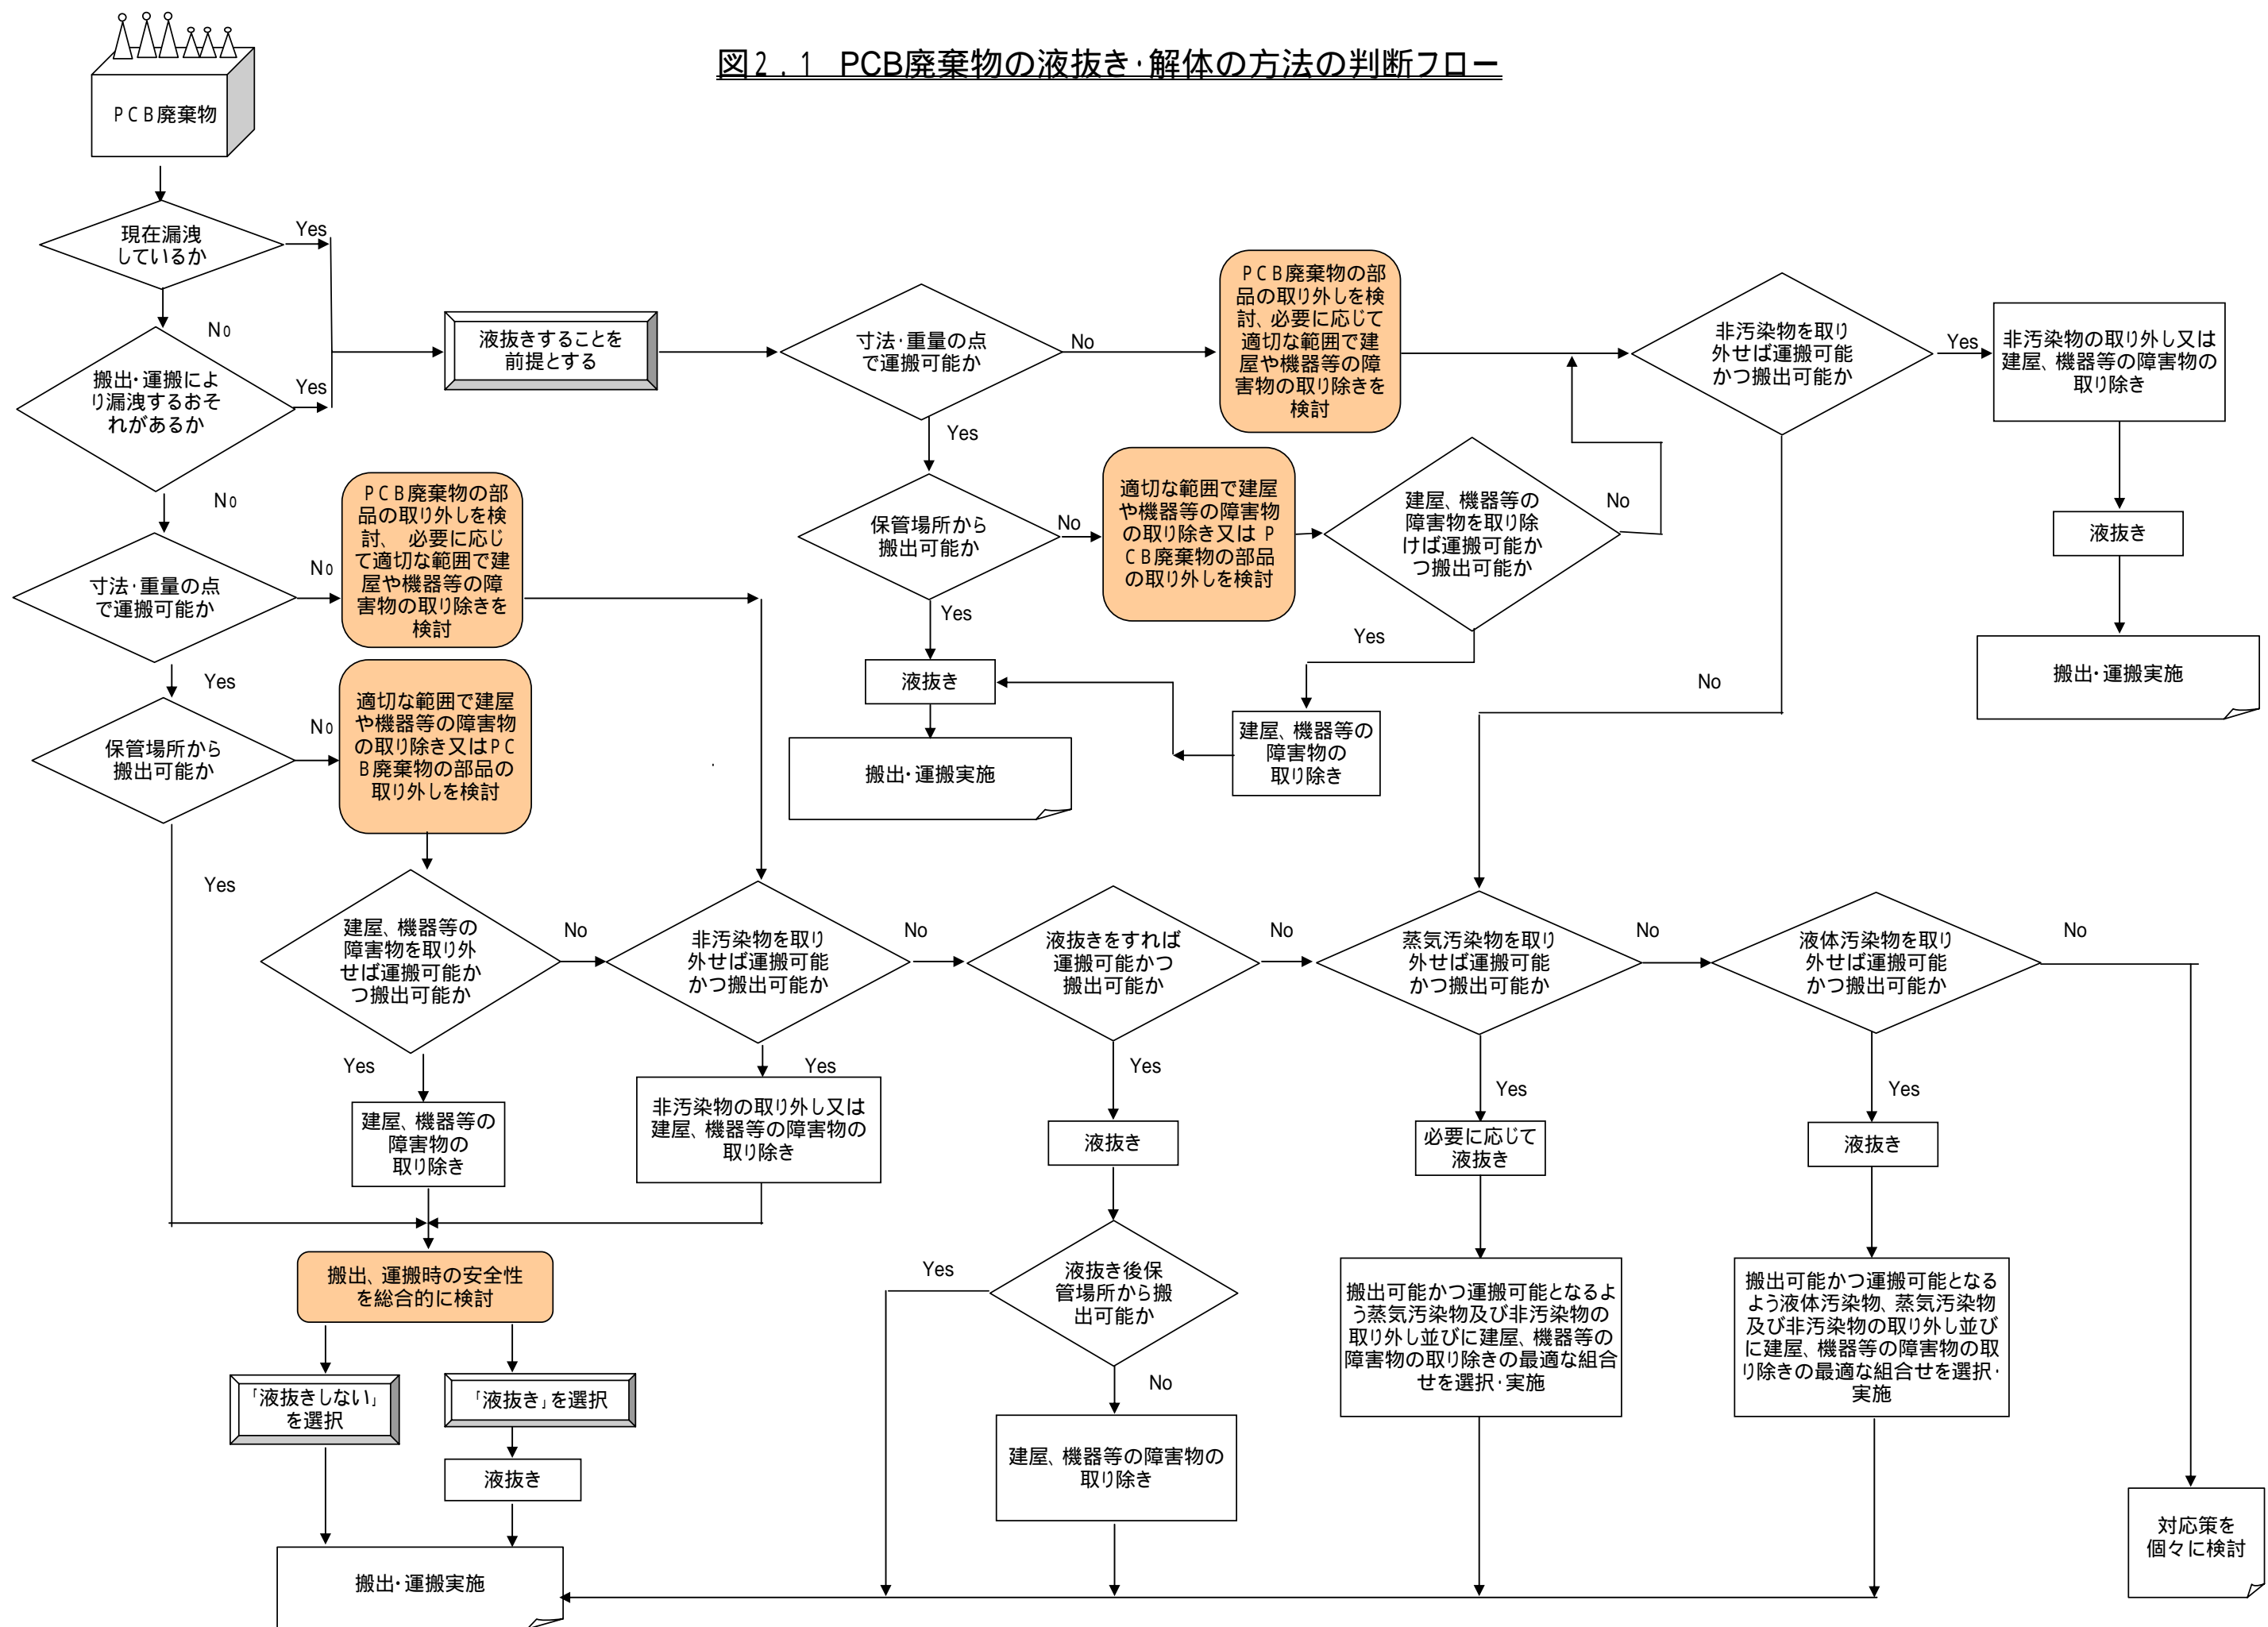 図２．１　PCB廃棄物の液抜き・解体の方法の判断フロー
ＰＣＢ廃棄物
現在漏洩
しているか
Yes
No
搬出・運搬によ
り漏洩するおそ
れがあるか
Yes
No
液抜きすることを
前提とする
寸法・重量の点
で運搬可能か
No
ＰＣＢ廃棄物の部
品の取り外しを検
討、必要に応じて
適切な範囲で建
屋や機器等の障
害物の取り除きを
検討
非汚染物を取り
外せば運搬可能
かつ搬出可能か
Yes
非汚染物の取り外し又は
建屋、機器等の障害物の
取り除き
液抜き
搬出・運搬実施
Yes
保管場所から
搬出可能か
No
適切な範囲で建屋
や機器等の障害物
の取り除き又は Ｐ
ＣＢ廃棄物の部品
の取り外しを検討
建屋、機器等の
障害物を取り除
けば運搬可能か
つ搬出可能か
No
Yes
Yes
液抜き
搬出・運搬実施
建屋、機器等の
障害物の
取り除き
No
寸法・重量の点
で運搬可能か
No
ＰＣＢ廃棄物の部
品の取り外しを検
討、 必要に応じ
て適切な範囲で建
屋や機器等の障
害物の取り除きを
検討
Yes
保管場所から
搬出可能か
No
適切な範囲で建屋
や機器等の障害物
の取り除き又はＰＣ
Ｂ廃棄物の部品の
取り外しを検討
Yes
建屋、機器等の
障害物を取り外
せば運搬可能か
つ搬出可能か
No
非汚染物を取り
外せば運搬可能
かつ搬出可能か
No
液抜きをすれば
運搬可能かつ
搬出可能か
No
蒸気汚染物を取り
外せば運搬可能
かつ搬出可能か
No
液体汚染物を取り
外せば運搬可能
かつ搬出可能か
No
Yes
建屋、機器等の
障害物の
取り除き
Yes
非汚染物の取り外し又は
建屋、機器等の障害物の
取り除き
Yes
液抜き
Yes
必要に応じて
液抜き
Yes
液抜き
搬出、運搬時の安全性
を総合的に検討
「液抜きしない」
を選択
「液抜き」を選択
液抜き
搬出・運搬実施
Yes
液抜き後保
管場所から搬
出可能か
No
建屋、機器等の障害物の
取り除き
搬出可能かつ運搬可能となるよ
う蒸気汚染物及び非汚染物の
取り外し並びに建屋、機器等の
障害物の取り除きの最適な組合
せを選択・実施
搬出可能かつ運搬可能となる
よう液体汚染物、蒸気汚染物
及び非汚染物の取り外し並び
に建屋、機器等の障害物の取
り除きの最適な組合せを選択・
実施
対応策を
個々に検討